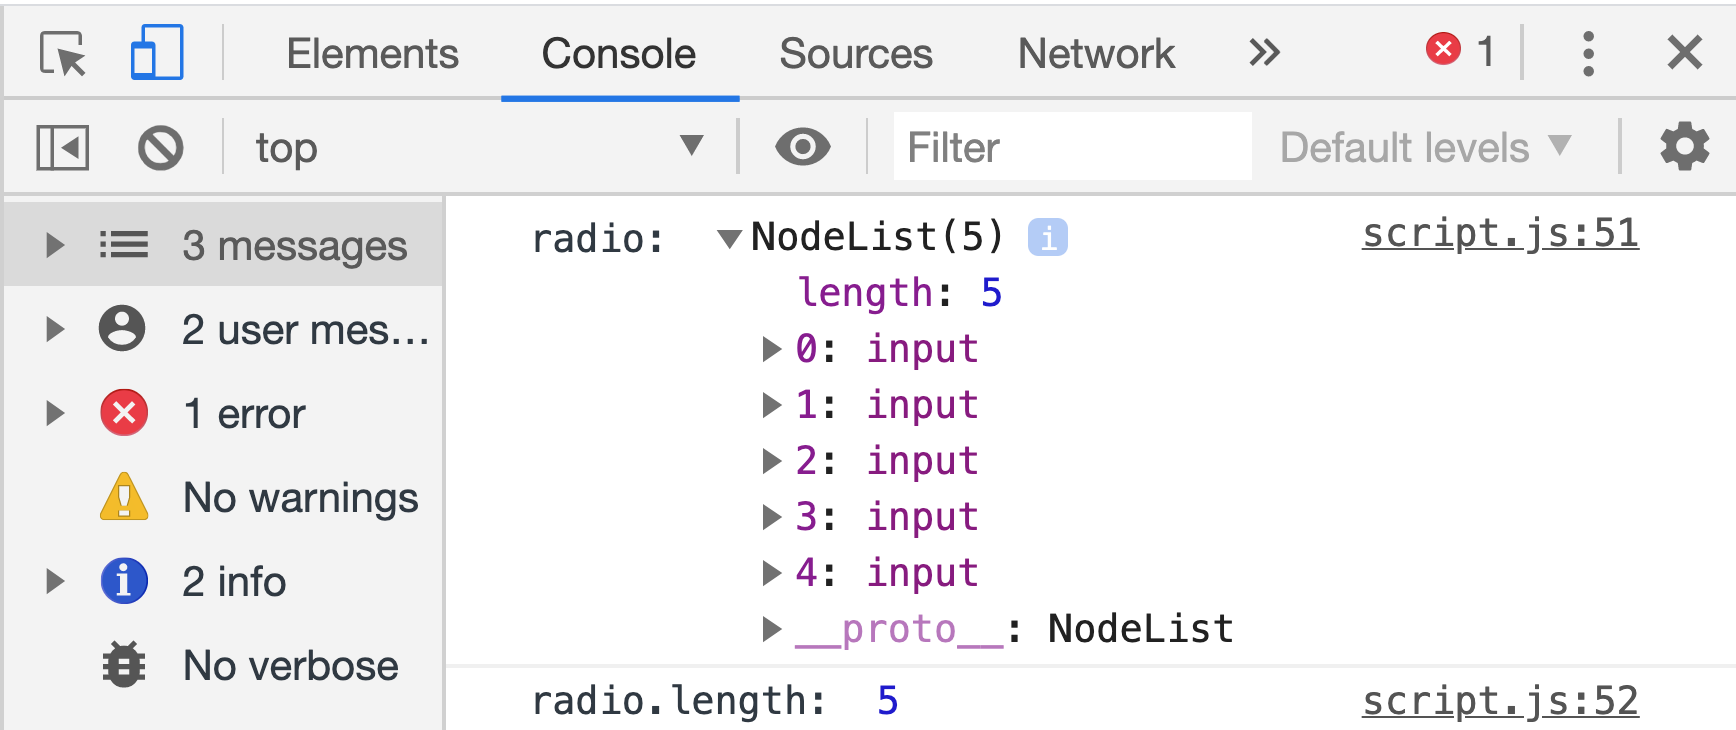 Elements Console Sources Network 1
top Filter Default levels
3 messages
2 user mes...
1 error
No warnings
2 info
No verbose
radio: NodeList(5) i script.js:51
length: 5
0: input
1: input
2: input
3: input
4: input
__proto__: NodeList
radio.length: 5 script.js:52